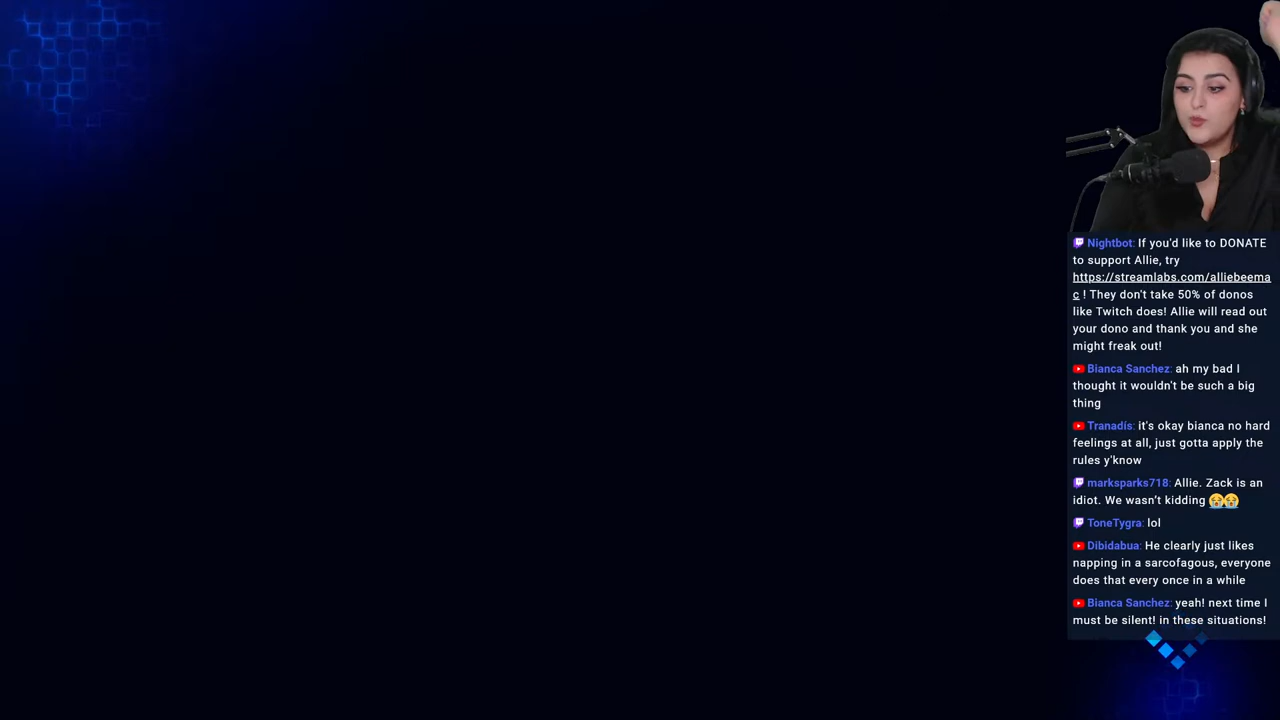 Nightbot: If you'd like to DONATE
to support Allie, try
https://streamlabs.com/alliebeema
c ! They don't take 50% of donos
like Twitch does! Allie will read out
your dono and thank you and she
might freak out!
Bianca Sanchez: ah my bad I
thought it wouldn't be such a big
thing
Tranadís: it's okay bianca no hard
feelings at all, just gotta apply the
rules y'know
marksparks718: Allie. Zack is an
idiot. We wasn’t kidding 😭😭
ToneTygra: lol
Dibidabua: He clearly just likes
napping in a sarcofagous, everyone
does that every once in a while
Bianca Sanchez: yeah! next time I
must be silent! in these situations!